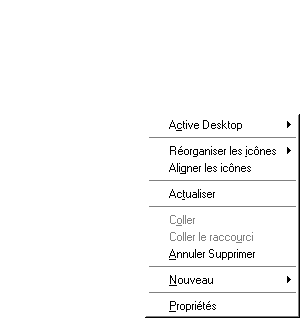 Active Desktop
Réorganiser les icônes
Aligner les icônes
Actualiser
Coller
Coller le raccourci
Annuler Supprimer
Nouveau
Propriétés